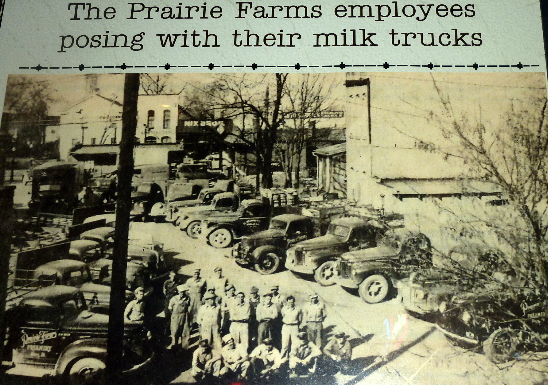 The Prairie Farms employees
posing with their milk trucks